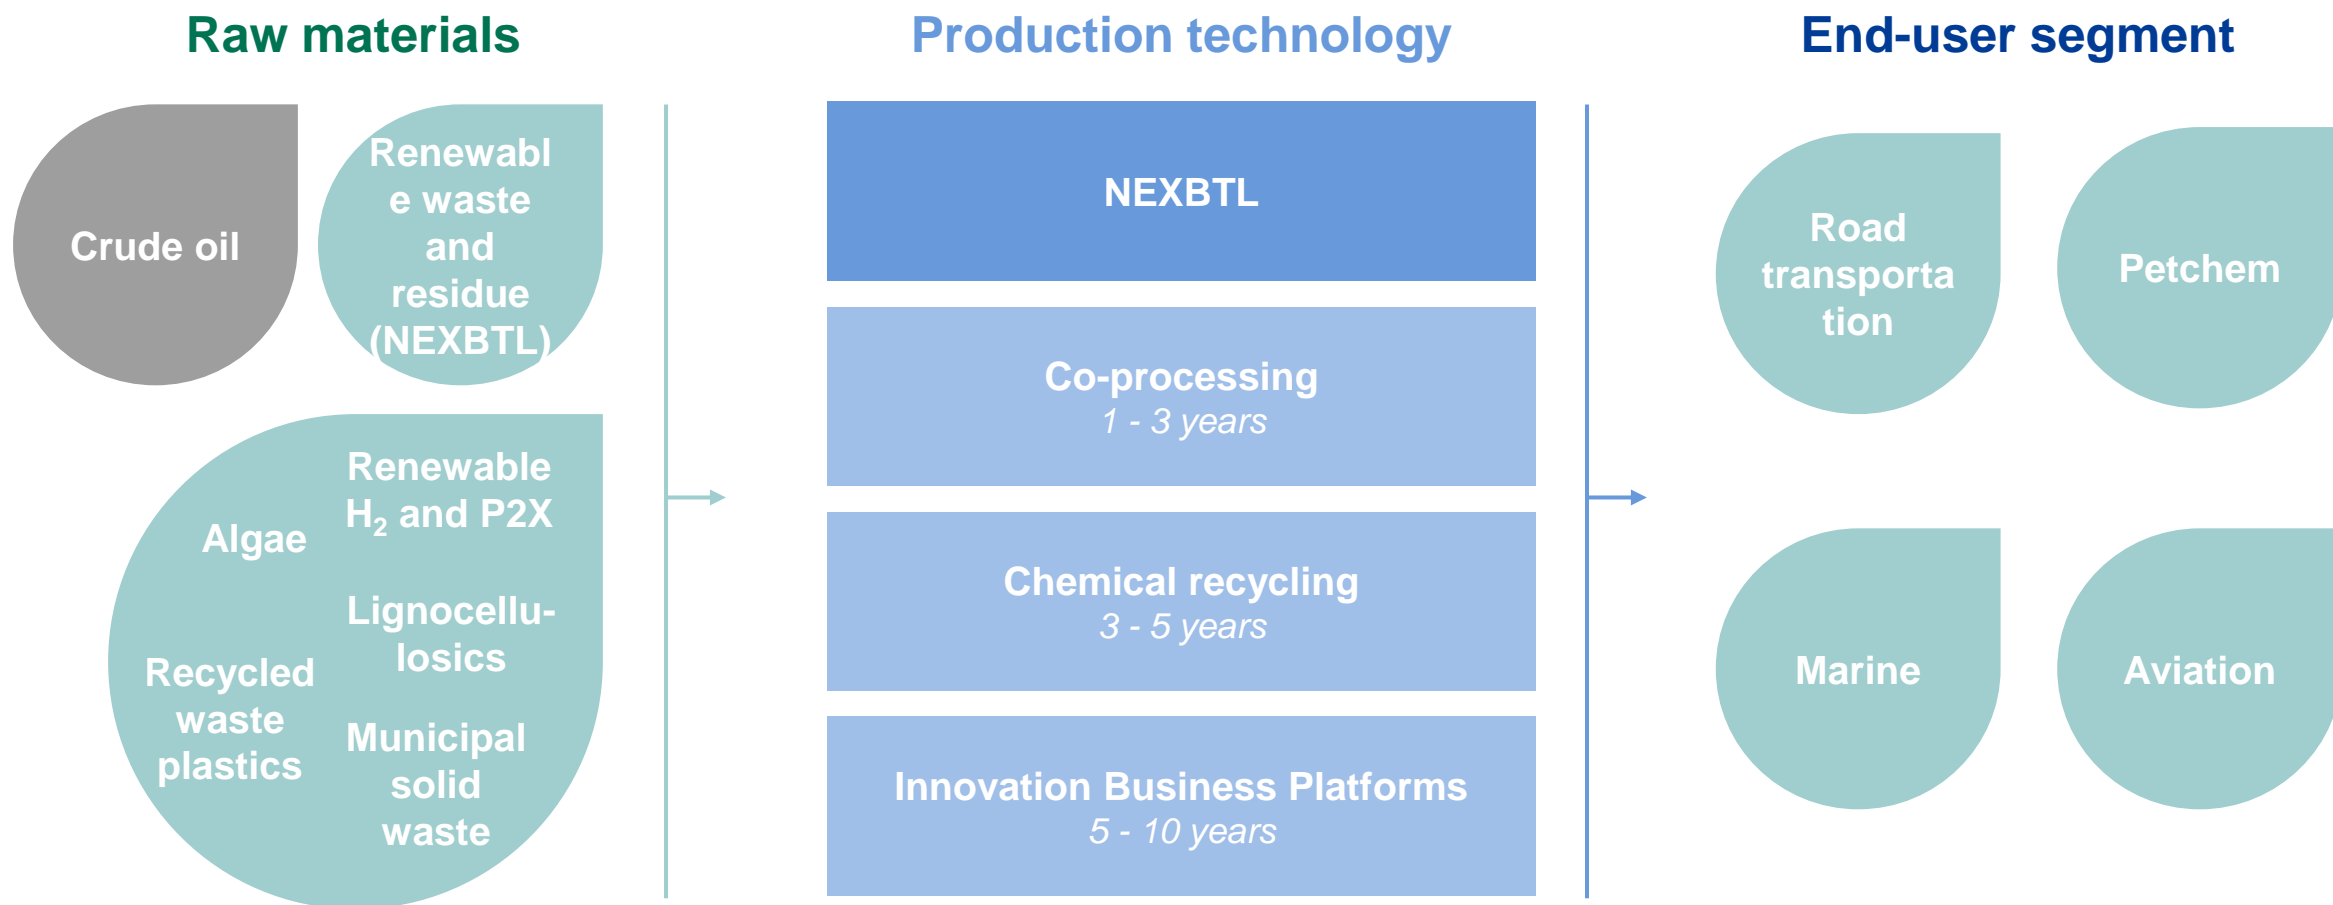 Raw materials
Crude oil
Renewabl
e waste
and
residue
(NEXBTL)
Algae
Renewable
H₂ and P2X
Lignocellu-
losics
Recycled
waste
plastics
Municipal
solid
waste
Production technology
NEXBTL
Co-processing
1 - 3 years
Chemical recycling
3 - 5 years
Innovation Business Platforms
5 - 10 years
End-user segment
Road
transporta
tion
Petchem
Marine
Aviation